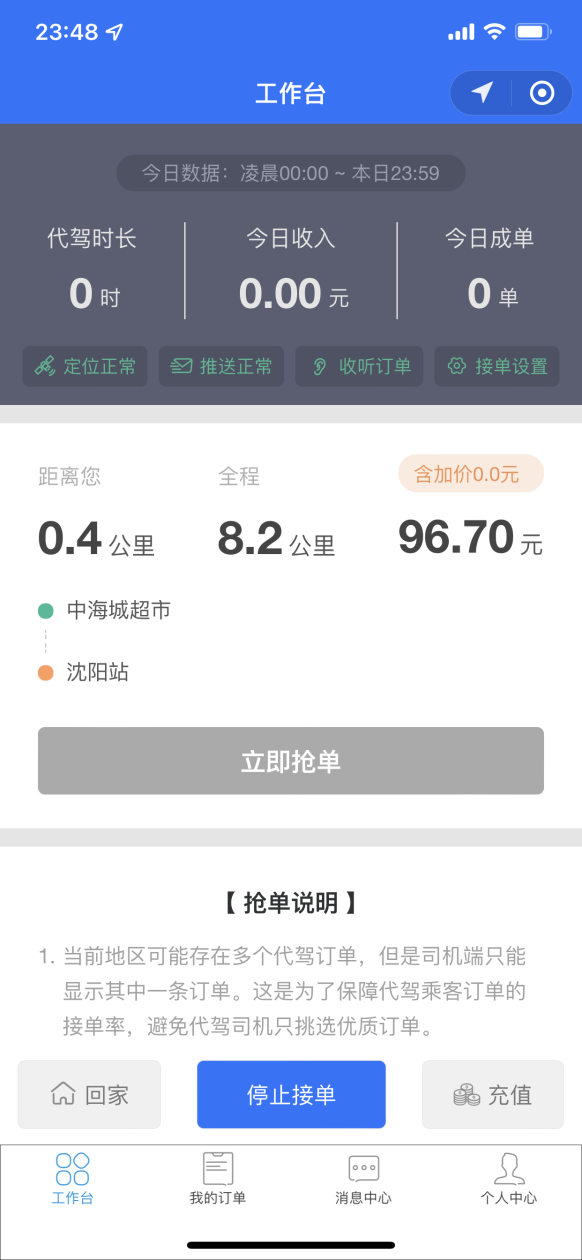 23:48
工作台
今日数据：凌晨00:00 ~ 本日23:59
代驾时长 今日收入 今日成单
0 时 0.00 元 0 单
定位正常 推送正常 收听订单 接单设置
距离您 全程 含加价0.0元
0.4 公里 8.2 公里 96.70 元
中海城超市
沈阳站
立即抢单
【 抢单说明 】
1. 当前地区可能存在多个代驾订单，但是司机端只能
显示其中一条订单。这是为了保障代驾乘客订单的
接单率，避免代驾司机只挑选优质订单。
回家 停止接单 充值
工作台 我的订单 消息中心 个人中心